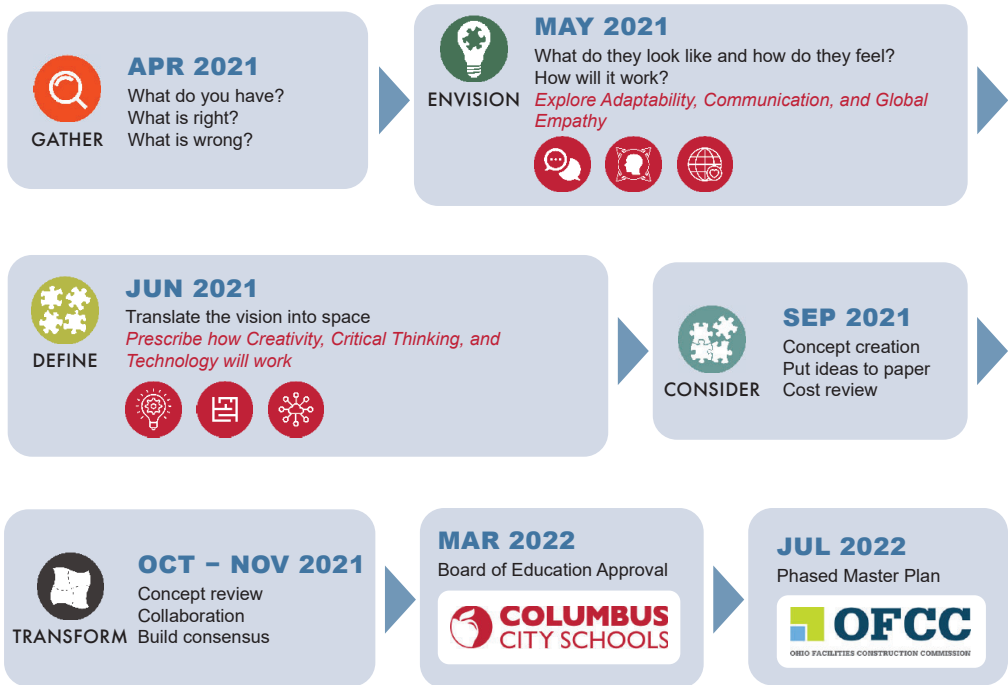 APR 2021
What do you have?
What is right?
What is wrong?
GATHER
MAY 2021
What do they look like and how do they feel?
How will it work?
Explore Adaptability, Communication, and Global
Empathy
ENVISION
JUN 2021
Translate the vision into space
Prescribe how Creativity, Critical Thinking, and
Technology will work
DEFINE
SEP 2021
Concept creation
Put ideas to paper
Cost review
CONSIDER
OCT – NOV 2021
Concept review
Collaboration
Build consensus
TRANSFORM
MAR 2022
Board of Education Approval
COLUMBUS
CITY SCHOOLS
JUL 2022
Phased Master Plan
OFCC
OHIO FACILITIES CONSTRUCTION COMMISSION